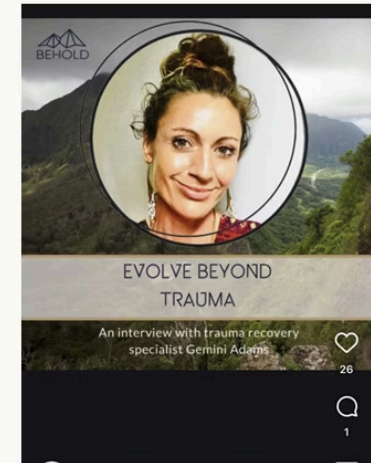 BEHOLD
EVOLVE BEYOND
TRAUMA
An interview with trauma recovery
specialist Gemini Adams
26
1